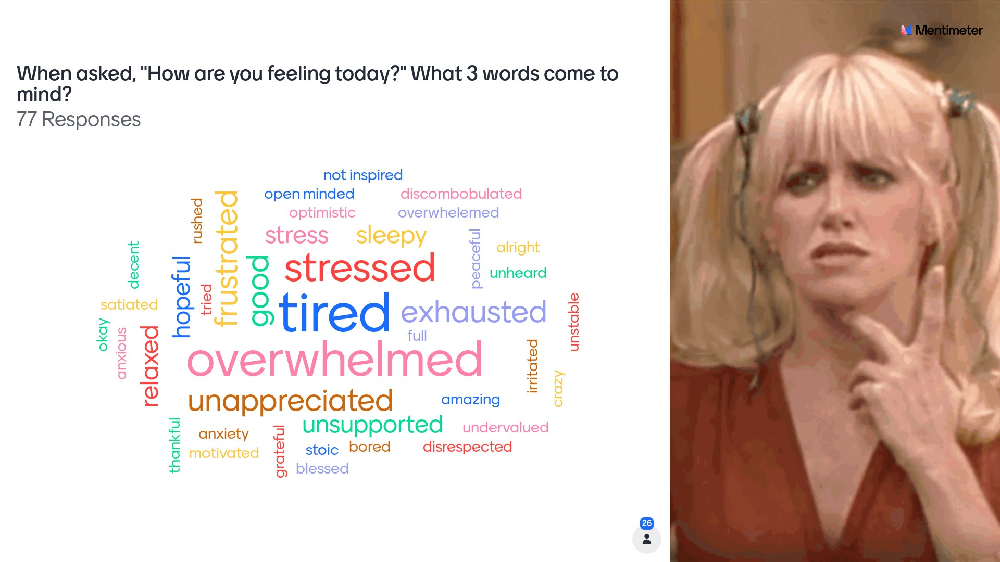 Mentimeter
When asked, "How are you feeling today?" What 3 words come to
mind?
77 Responses
not inspired
open minded
discombobulated
optimistic
overwhelemed
rushed
frustrated
stress
sleepy
peaceful
alright
decent
hopeful
tried
good
stressed
unheard
satiated
tired
exhausted
unstable
full
okay
anxious
relaxed
overwhelmed
irritated
crazy
unappreciated
amazing
thankful
anxiety
unsupported
undervalued
motivated
grateful
stoic
bored
disrespected
blessed
26